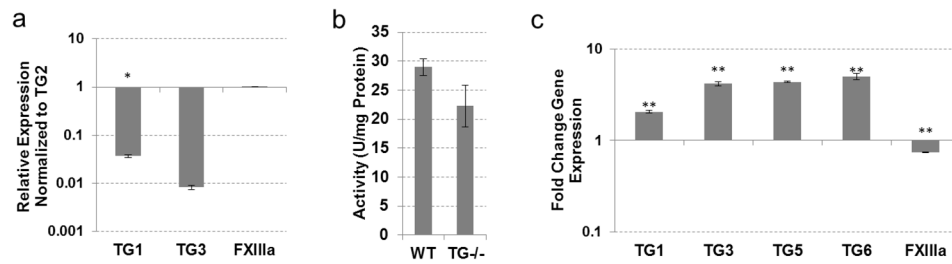 a
Relative Expression
Normalized to TG2
10
1
0.1
0.01
0.001
*
TG1 TG3 FXIIIa
b
Activity (U/mg Protein)
35
30
25
20
15
10
5
0
WT TG-/-
c
Fold Change Gene
Expression
10
1
0.1
** ** ** ** **
TG1 TG3 TG5 TG6 FXIIIa